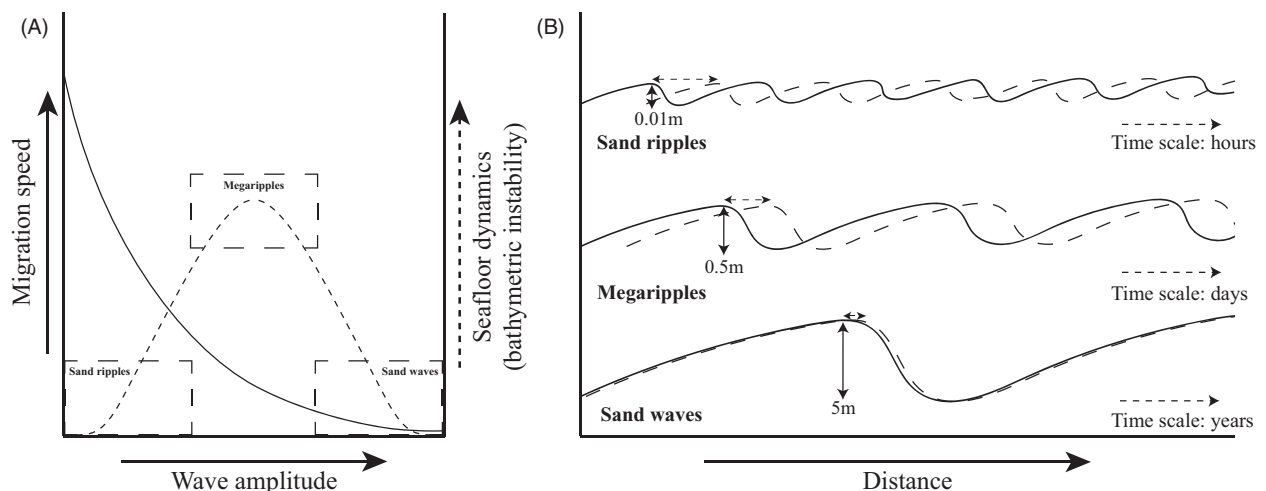 (A)
Migration speed
Megaripples
Sand ripples
Sand waves
Wave amplitude
Seafloor dynamics
(bathymetric instability)
(B)
0.01m
Sand ripples
Time scale: hours
0.5m
Megaripples
Time scale: days
5m
Sand waves
Time scale: years
Distance